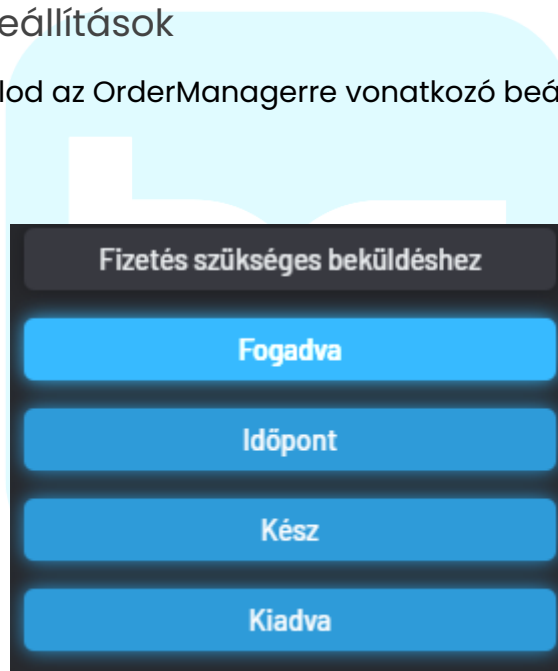 eállítások
lod az OrderManagerre vonatkozó beá
Fizetés szükséges beküldéshez
Fogadva
Időpont
Kész
Kiadva